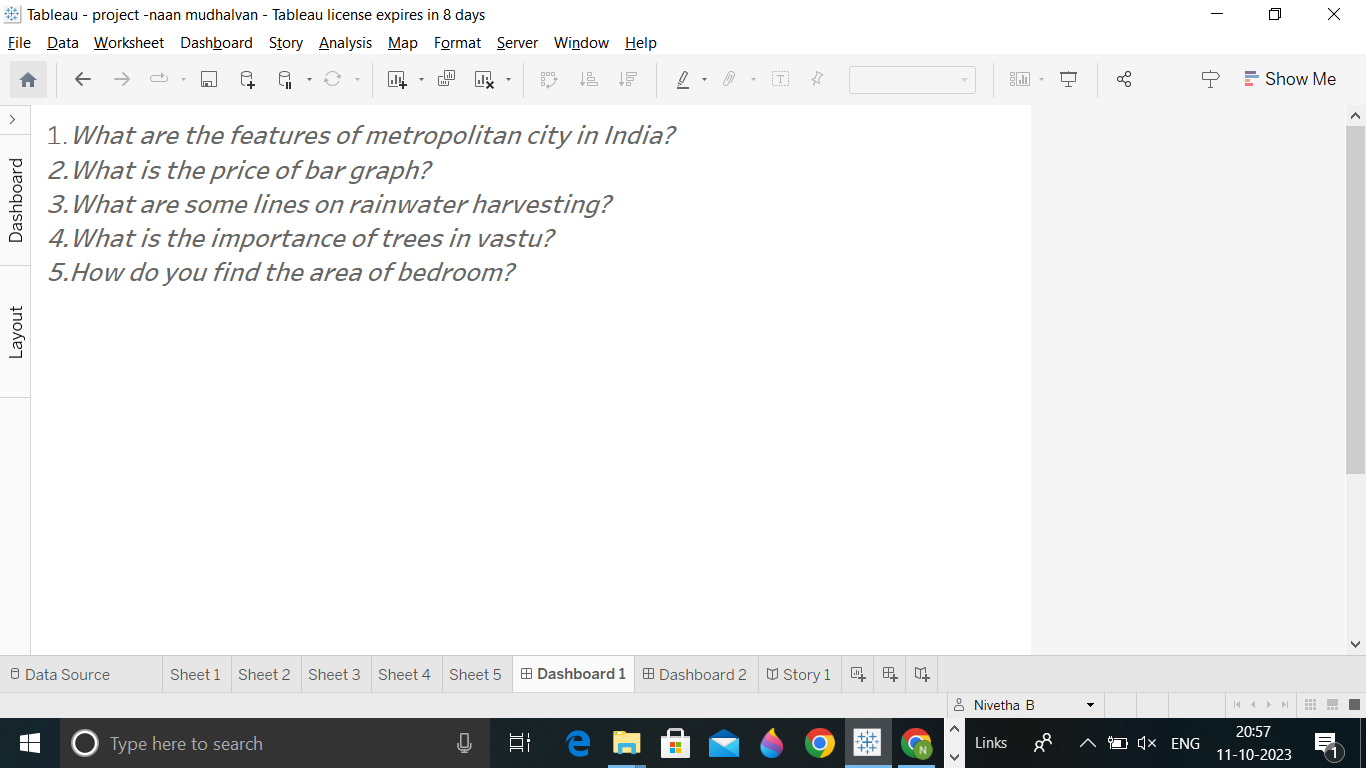 Tableau - project -naan mudhalvan - Tableau license expires in 8 days
File Data Worksheet Dashboard Story Analysis Map Format Server Window Help
Show Me
Dashboard
Layout
1.What are the features of metropolitan city in India?
2.What is the price of bar graph?
3.What are some lines on rainwater harvesting?
4.What is the importance of trees in vastu?
5.How do you find the area of bedroom?
Data Source Sheet 1 Sheet 2 Sheet 3 Sheet 4 Sheet 5 Dashboard 1 Dashboard 2 Story 1
Nivetha B
Type here to search
Links
ENG
20:57
11-10-2023
1
N